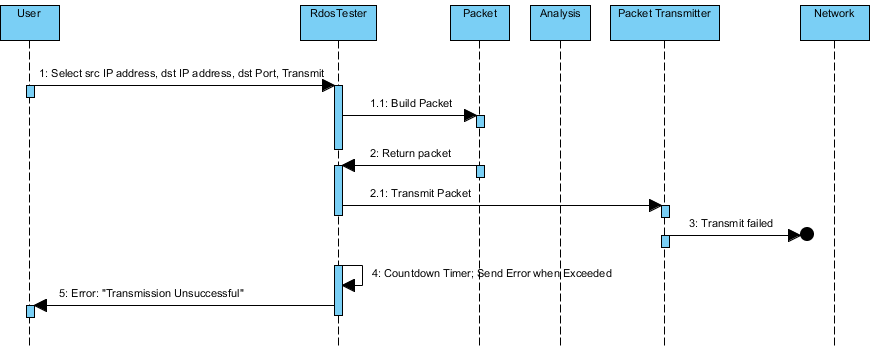 User
RdosTester
Packet
Analysis
Packet Transmitter
Network
1: Select src IP address, dst IP address, dst Port, Transmit
1.1: Build Packet
2: Return packet
2.1: Transmit Packet
3: Transmit failed
4: Countdown Timer; Send Error when Exceeded
5: Error: "Transmission Unsuccessful"